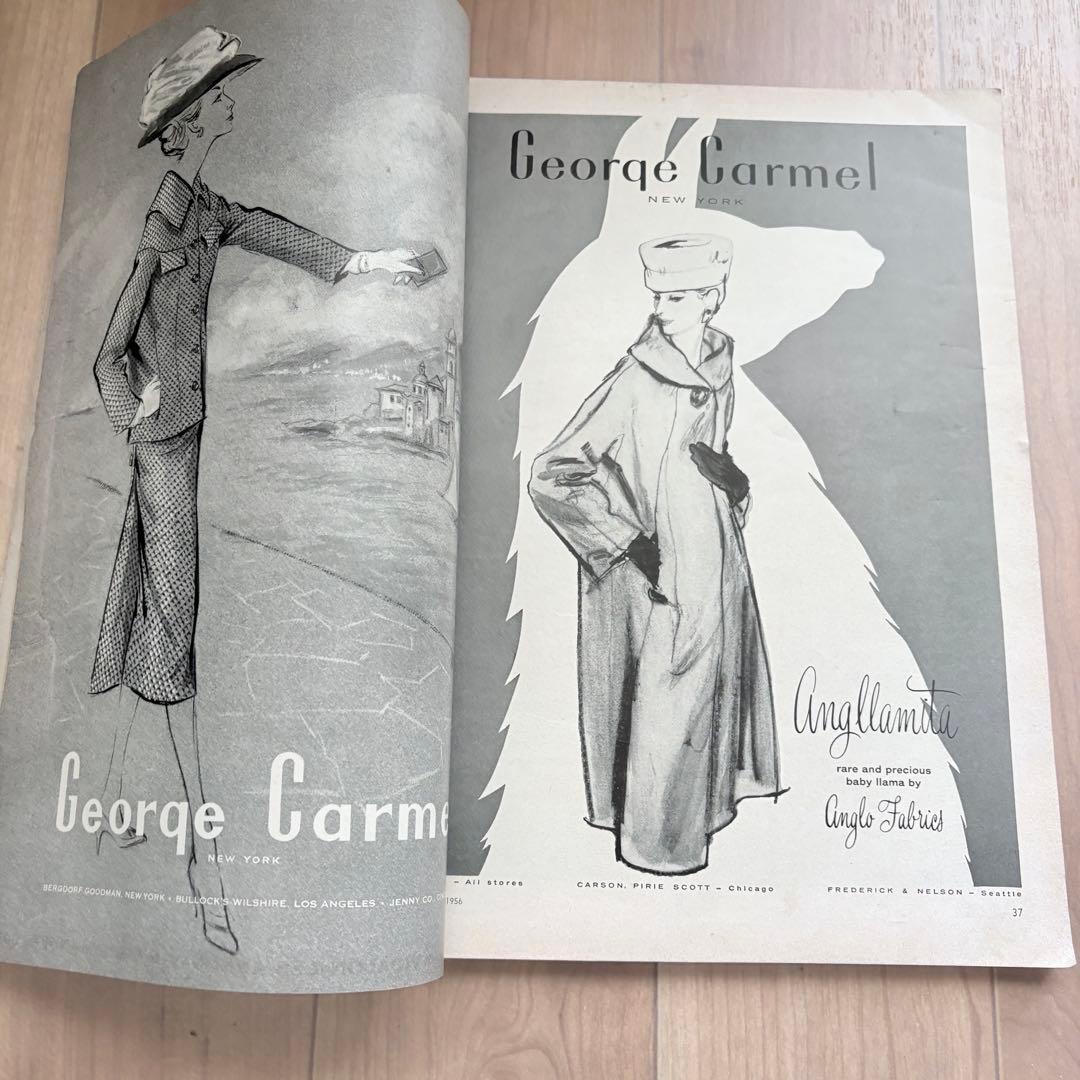 George Carme
NEW YORK
BERGDORF GOODMAN, NEW YORK • BULLOCK'S WILSHIRE, LOS ANGELES • JENNY CO.
George Carmel
NEW YORK
Angllamita
rare and precious
baby llama by
Anglo Fabrics
– All stores
CARSON, PIRIE SCOTT – Chicago
FREDERICK & NELSON – Seattle
1956
37